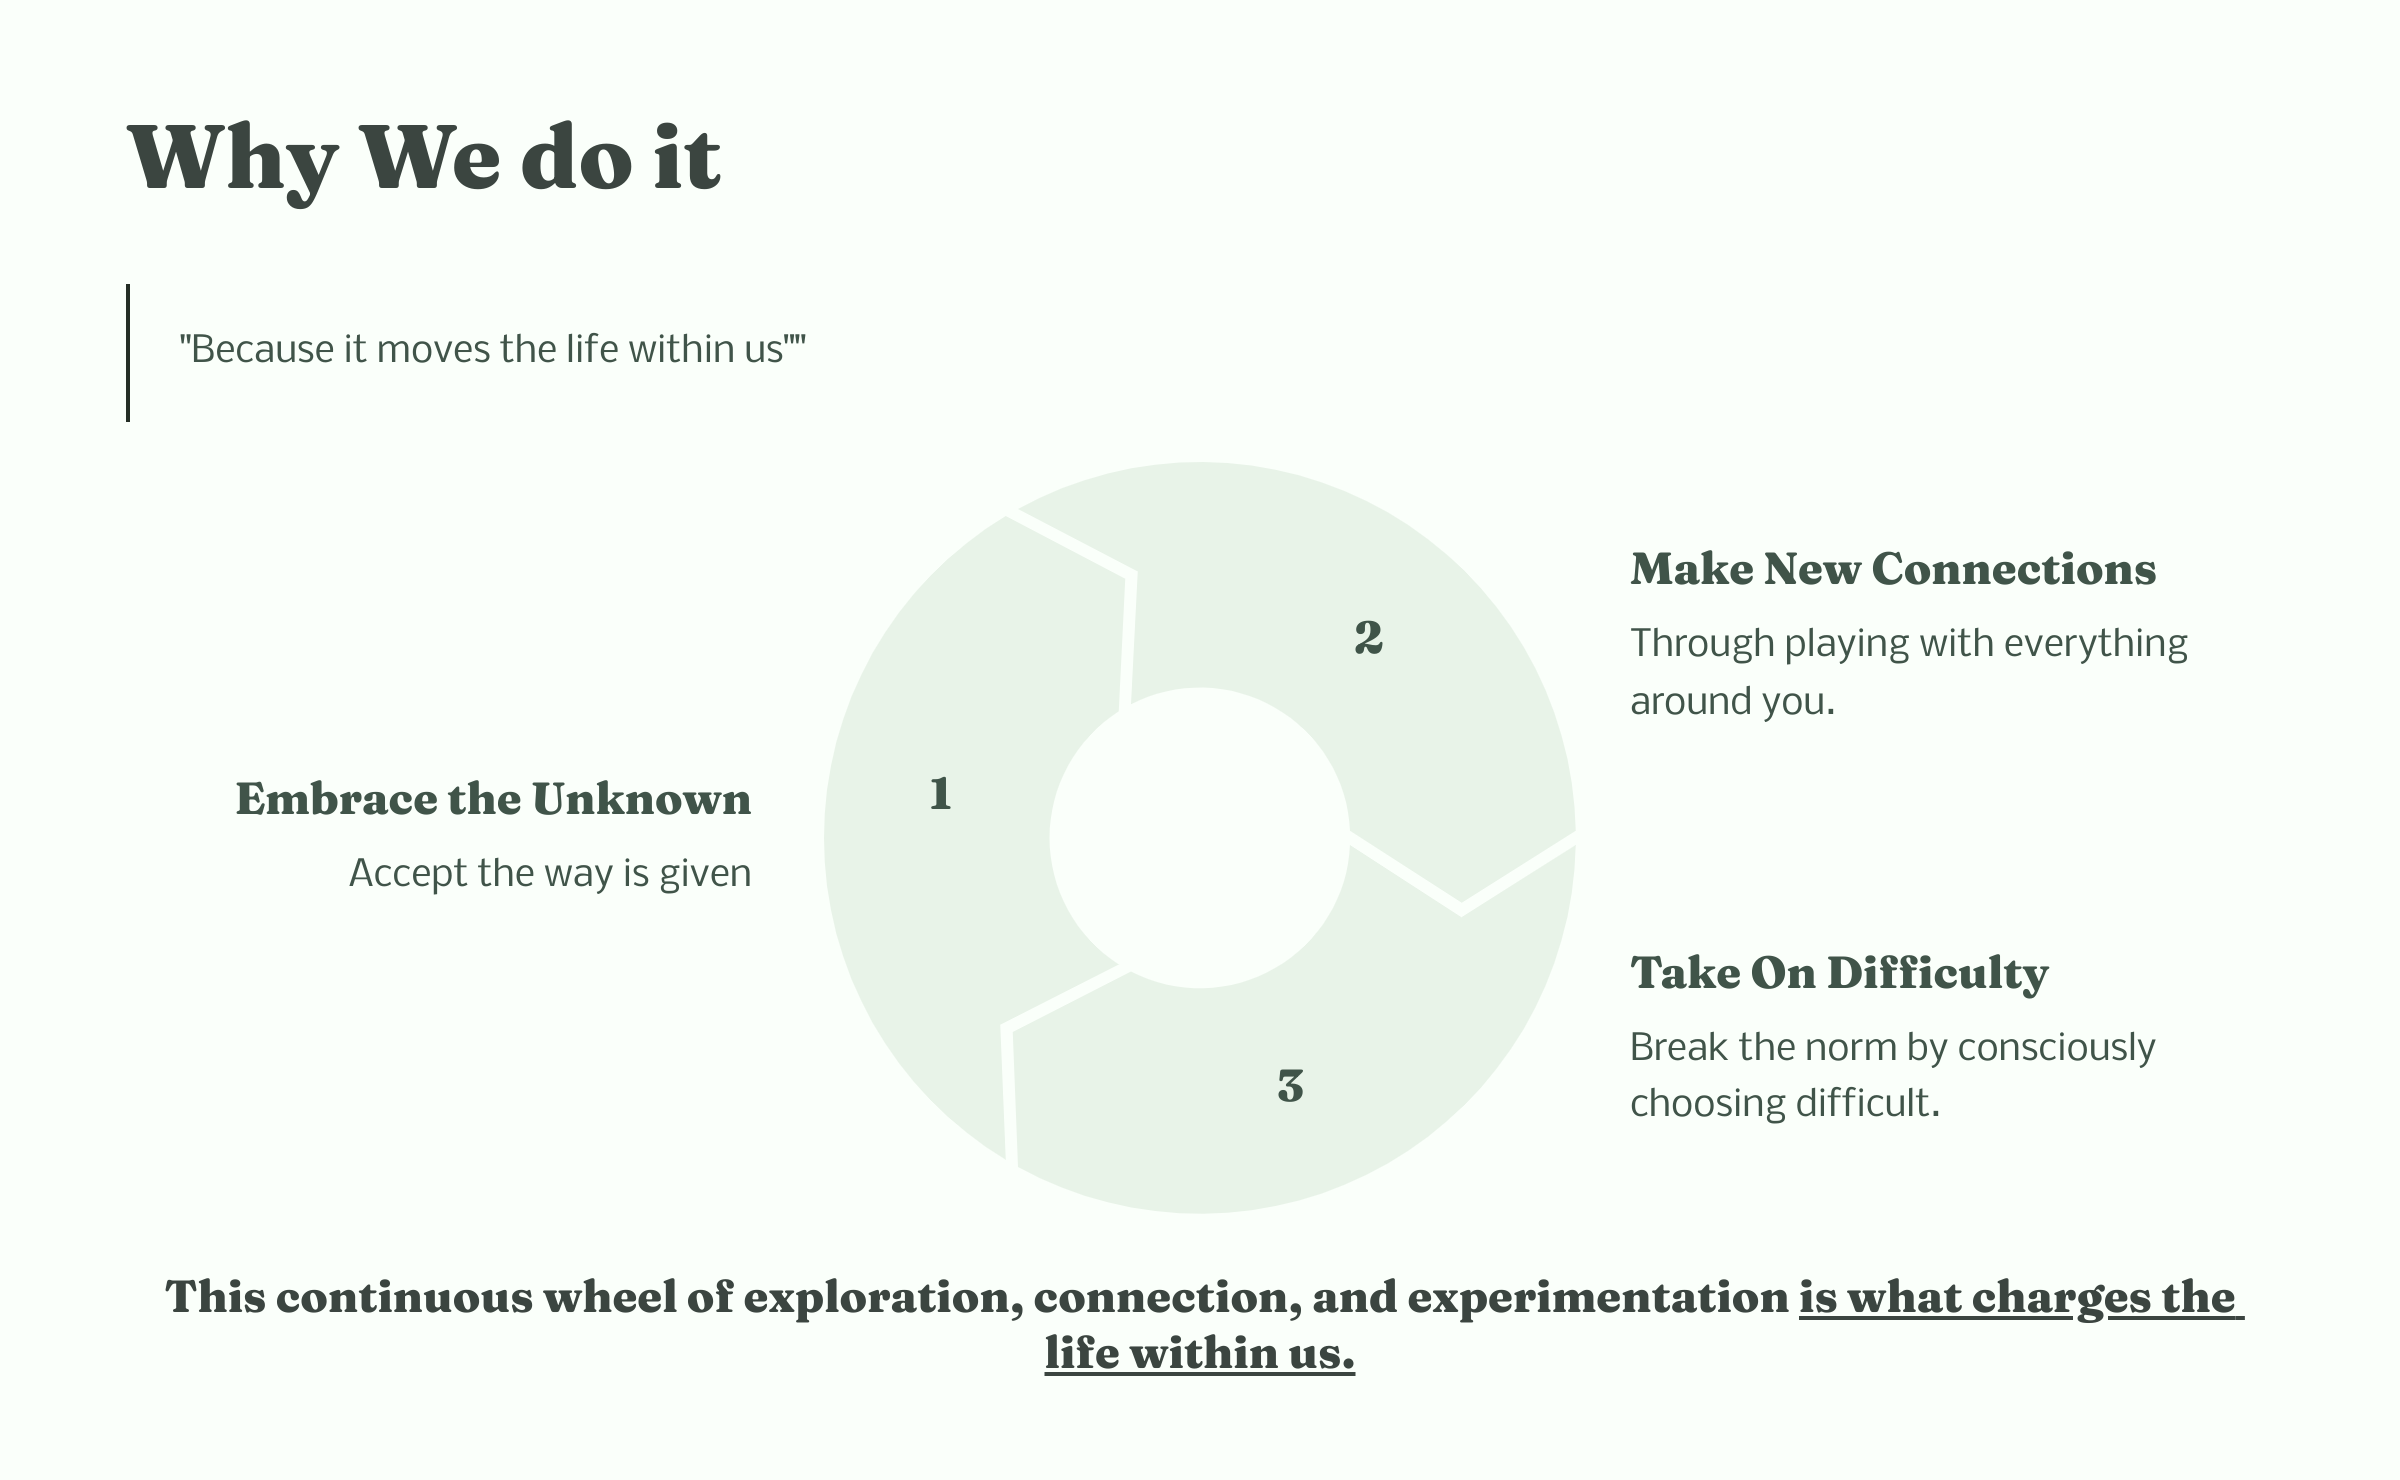 Why We do it
"Because it moves the life within us""
1
Embrace the Unknown
Accept the way is given
2
Make New Connections
Through playing with everything
around you.
3
Take On Difficulty
Break the norm by consciously
choosing difficult.
This continuous wheel of exploration, connection, and experimentation is what charges the
life within us.